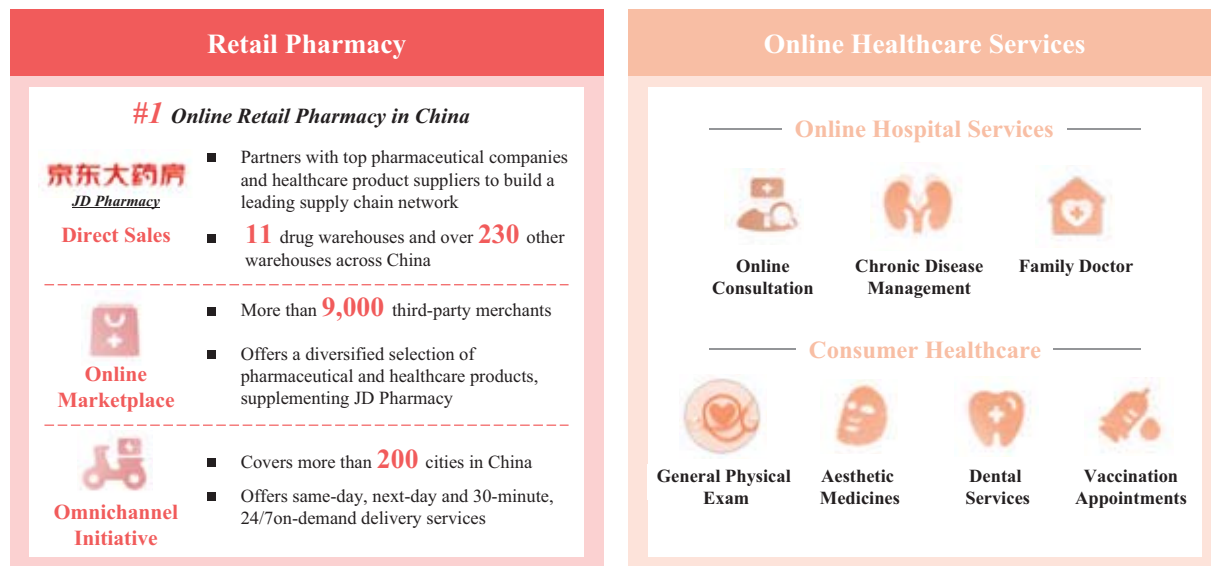 Retail Pharmacy
#1 Online Retail Pharmacy in China
京东大药房
JD Pharmacy
Direct Sales
■ Partners with top pharmaceutical companies
and healthcare product suppliers to build a
leading supply chain network
■ 11 drug warehouses and over 230 other
warehouses across China
Online
Marketplace
■ More than 9,000 third-party merchants
■ Offers a diversified selection of
pharmaceutical and healthcare products,
supplementing JD Pharmacy
Omnichannel
Initiative
■ Covers more than 200 cities in China
■ Offers same-day, next-day and 30-minute,
24/7on-demand delivery services
Online Healthcare Services
Online Hospital Services
Online
Consultation
Chronic Disease
Management
Family Doctor
Consumer Healthcare
General Physical
Exam
Aesthetic
Medicines
Dental
Services
Vaccination
Appointments